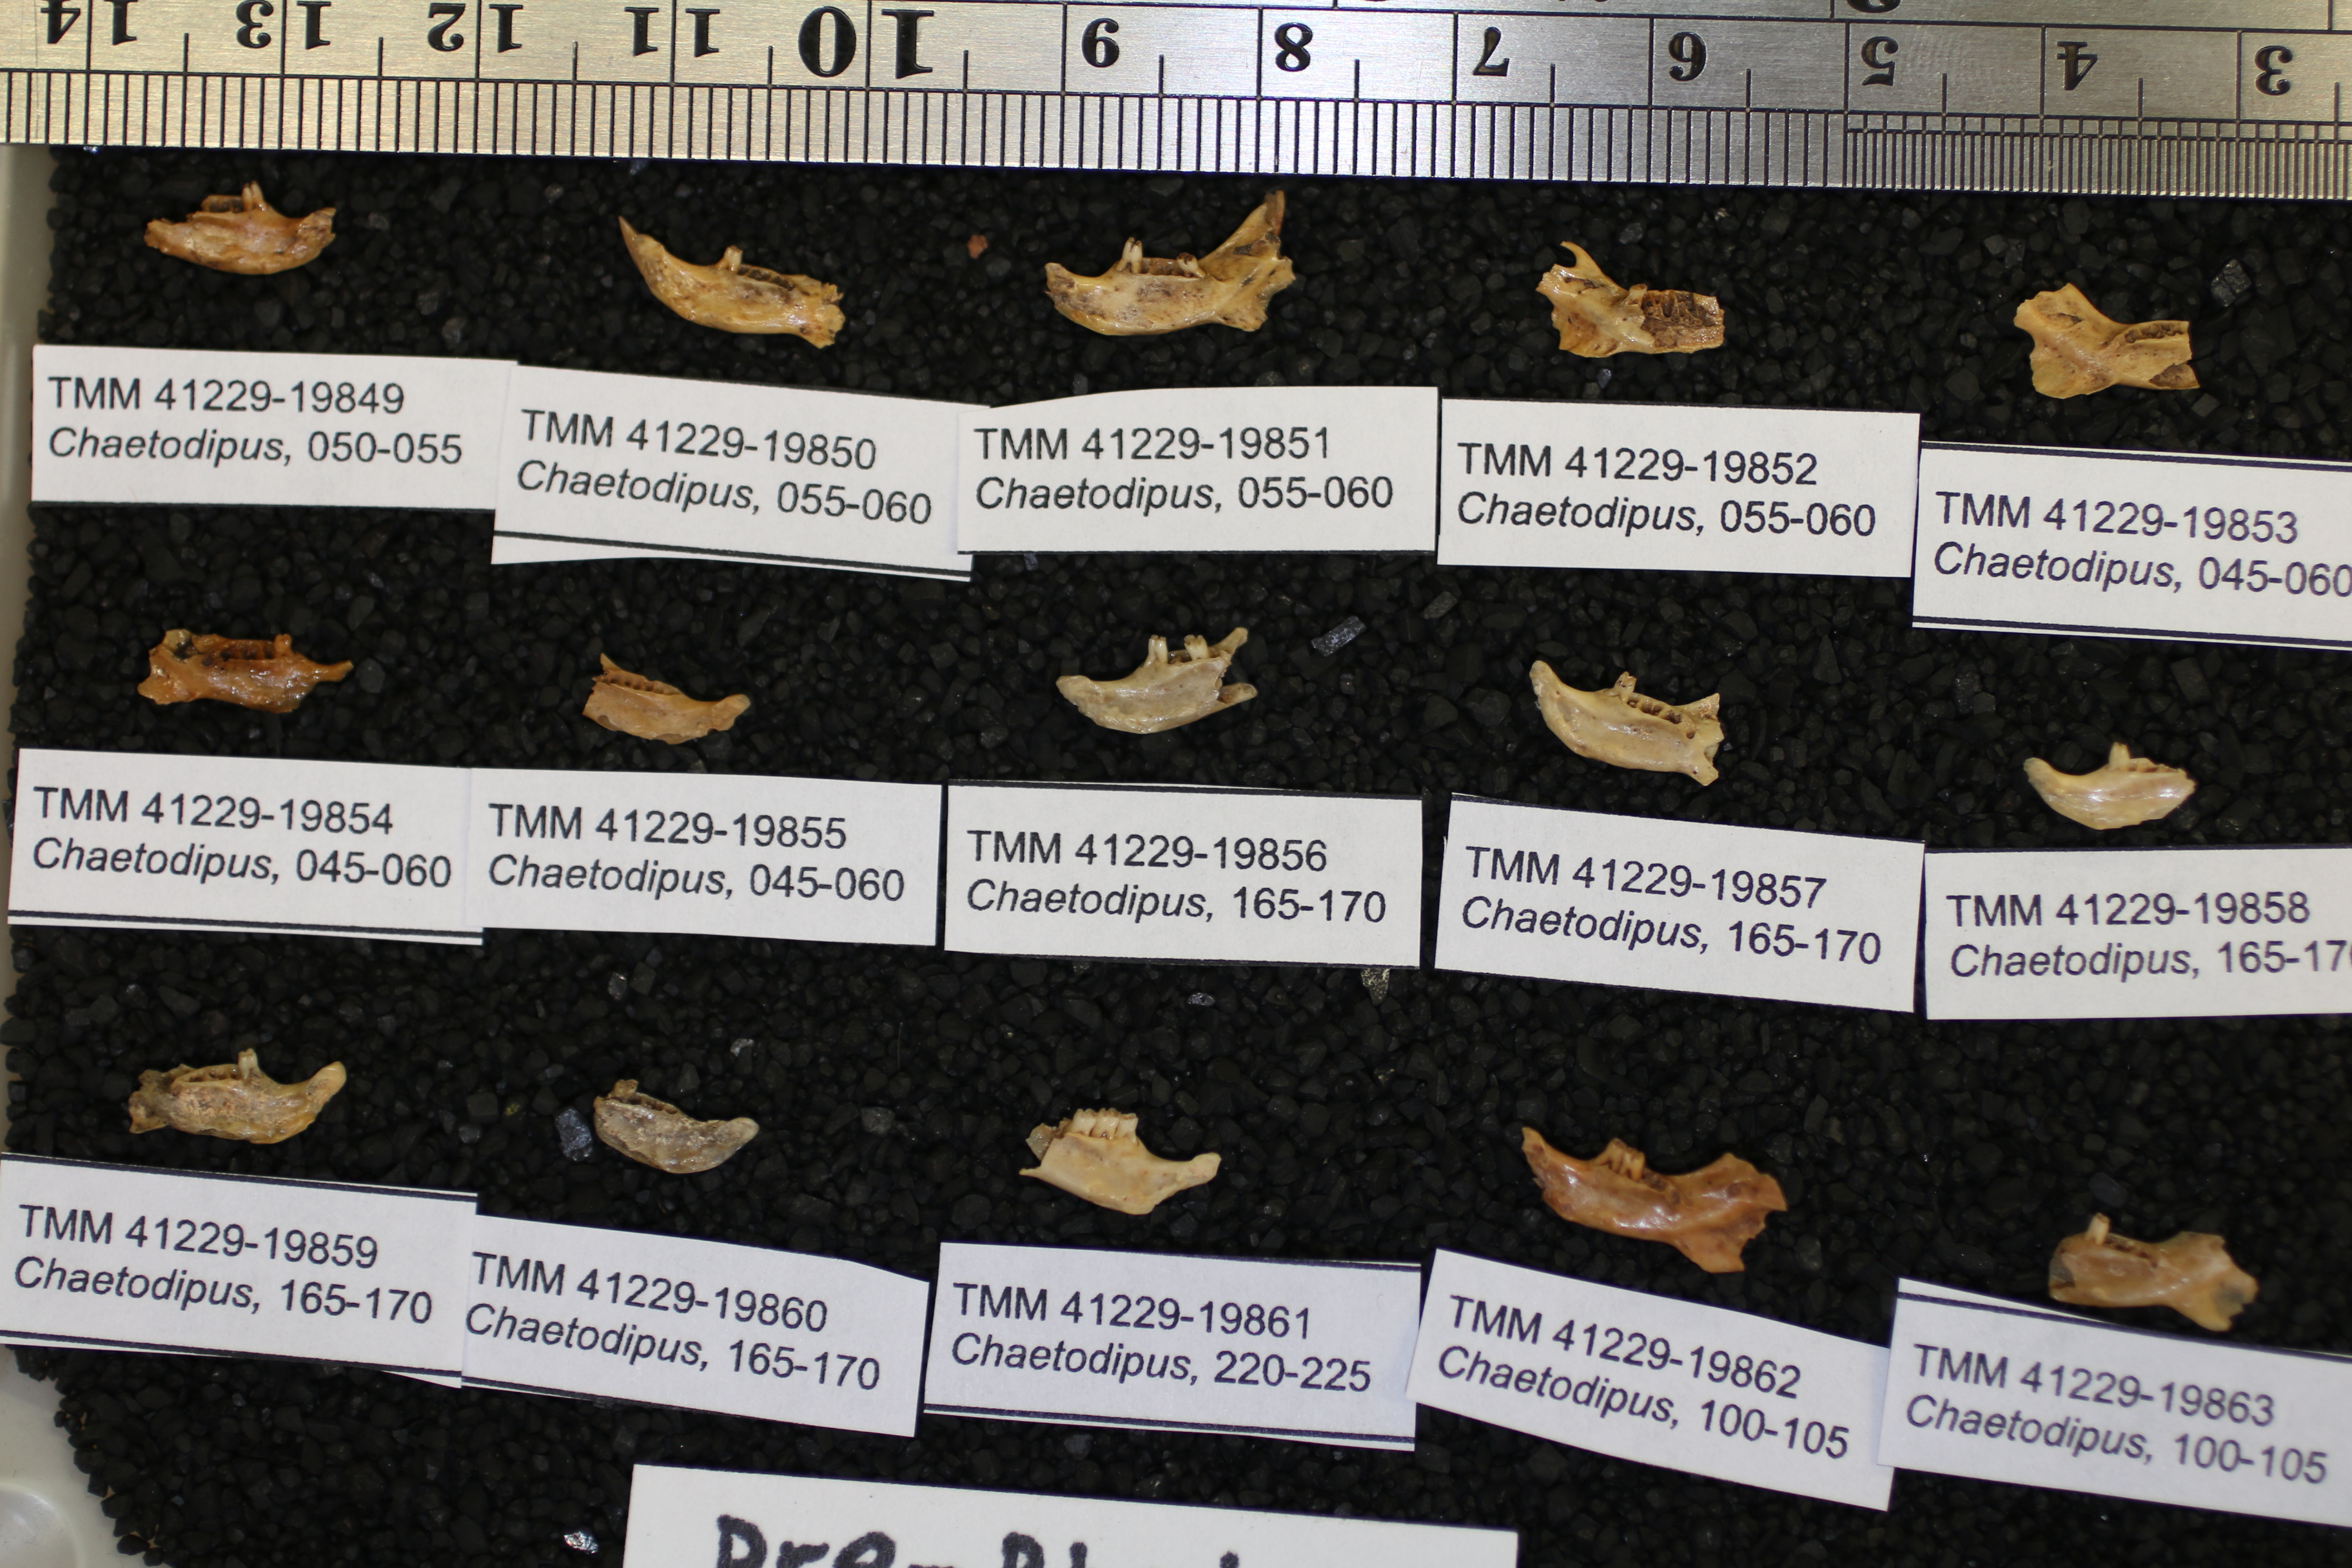 14 13 12 11 10 9 8 7 6 5 4 3
TMM 41229-19849
Chaetodipus, 050-055
TMM 41229-19850
Chaetodipus, 055-060
TMM 41229-19851
Chaetodipus, 055-060
TMM 41229-19852
Chaetodipus, 055-060
TMM 41229-19853
Chaetodipus, 045-060
TMM 41229-19854
Chaetodipus, 045-060
TMM 41229-19855
Chaetodipus, 045-060
TMM 41229-19856
Chaetodipus, 165-170
TMM 41229-19857
Chaetodipus, 165-170
TMM 41229-19858
Chaetodipus, 165-17
TMM 41229-19859
Chaetodipus, 165-170
TMM 41229-19860
Chaetodipus, 165-170
TMM 41229-19861
Chaetodipus, 220-225
TMM 41229-19862
Chaetodipus, 100-105
TMM 41229-19863
Chaetodipus, 100-105